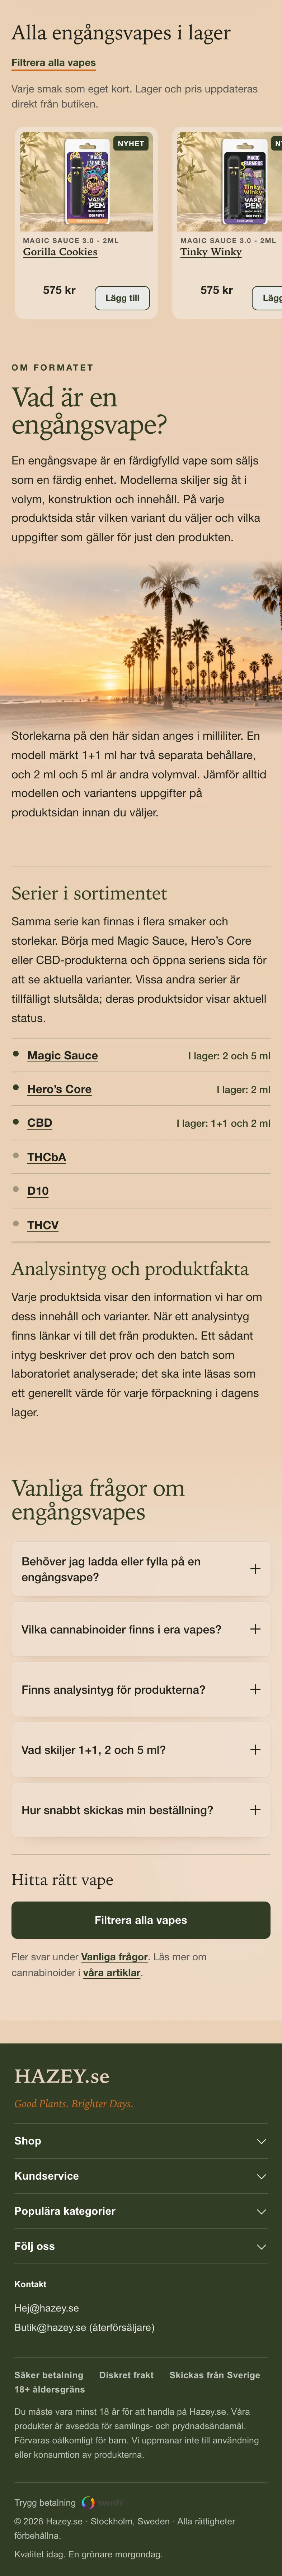 Alla engångsvapes i lager
Filtrera alla vapes
Varje smak som eget kort. Lager och pris uppdateras
direkt från butiken.
NYHET
MAGIC FARMERS
VAPE
PEN
MAGIC SAUCE 3.0 - 2ML
Gorilla Cookies
575 kr
Lägg till
MAGIC FARMERS
Tinky
Winky
VAPE
PEN
MAGIC SAUCE 3.0 - 2ML
Tinky Winky
575 kr
Lägg
OM FORMATET
Vad är en
engångsvape?
En engångsvape är en färdigfylld vape som säljs
som en färdig enhet. Modellerna skiljer sig åt i
volym, konstruktion och innehåll. På varje
produktsida står vilken variant du väljer och vilka
uppgifter som gäller för just den produkten.
Storlekarna på den här sidan anges i milliliter. En
modell märkt 1+1 ml har två separata behållare,
och 2 ml och 5 ml är andra volymval. Jämför alltid
modellen och variantens uppgifter på
produktsidan innan du väljer.
Serier i sortimentet
Samma serie kan finnas i flera smaker och
storlekar. Börja med Magic Sauce, Hero's Core
eller CBD-produkterna och öppna seriens sida för
att se aktuella varianter. Vissa andra serier är
tillfälligt slutsålda; deras produktsidor visar aktuell
status.
Magic Sauce I lager: 2 och 5 ml
Hero's Core I lager: 2 ml
CBD I lager: 1+1 och 2 ml
THCbA
D10
THCV
Analysintyg och produktfakta
Varje produktsida visar den information vi har om
dess innehåll och varianter. När ett analysintyg
finns länkar vi till det från produkten. Ett sådant
intyg beskriver det prov och den batch som
laboratoriet analyserade; det ska inte läsas som
ett generellt värde för varje förpackning i dagens
lager.
Vanliga frågor om
engångsvapes
Behöver jag ladda eller fylla på en
engångsvape?
Vilka cannabinoider finns i era vapes?
Finns analysintyg för produkterna?
Vad skiljer 1+1, 2 och 5 ml?
Hur snabbt skickas min beställning?
Hitta rätt vape
Filtrera alla vapes
Fler svar under Vanliga frågor. Läs mer om
cannabinoider i våra artiklar.
HAZEY.se
Good Plants. Brighter Days.
Shop
Kundservice
Populära kategorier
Följ oss
Kontakt
Hej@hazey.se
Butik@hazey.se (återförsäljare)
Säker betalning Diskret frakt Skickas från Sverige
18+ åldersgräns
Du måste vara minst 18 år för att handla på Hazey.se. Våra
produkter är avsedda för samlings- och prydnadsändamål.
Förvaras oåtkomligt för barn. Vi uppmanar inte till användning
eller konsumtion av produkterna.
Trygg betalning swish
© 2026 Hazey.se · Stockholm, Sweden · Alla rättigheter
förbehållna.
Kvalitet idag. En grönare morgondag.